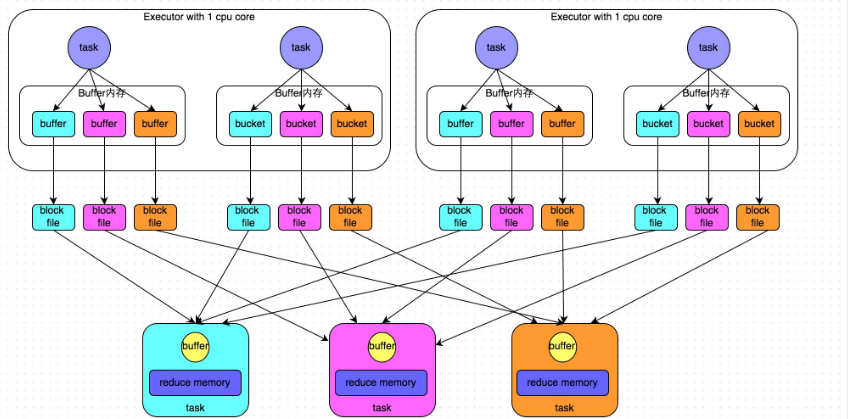 Executor with 1 cpu core
Executor with 1 cpu core
task
task
task
task
Buffer内存
Buffer内存
Buffer内存
Buffer内存
buffer
buffer
buffer
bucket
bucket
bucket
buffer
buffer
buffer
bucket
bucket
bucket
block
file
block
file
block
file
block
file
block
file
block
file
block
file
block
file
block
file
block
file
block
file
block
file
buffer
reduce memory
task
buffer
reduce memory
task
buffer
reduce memory
task